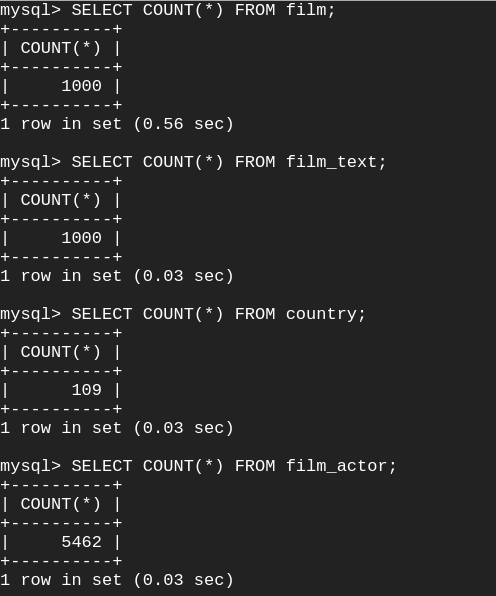 mysql> SELECT COUNT(*) FROM film;
+----------+
| COUNT(*) |
+----------+
|     1000 |
+----------+
1 row in set (0.56 sec)

mysql> SELECT COUNT(*) FROM film_text;
+----------+
| COUNT(*) |
+----------+
|     1000 |
+----------+
1 row in set (0.03 sec)

mysql> SELECT COUNT(*) FROM country;
+----------+
| COUNT(*) |
+----------+
|      109 |
+----------+
1 row in set (0.03 sec)

mysql> SELECT COUNT(*) FROM film_actor;
+----------+
| COUNT(*) |
+----------+
|     5462 |
+----------+
1 row in set (0.03 sec)